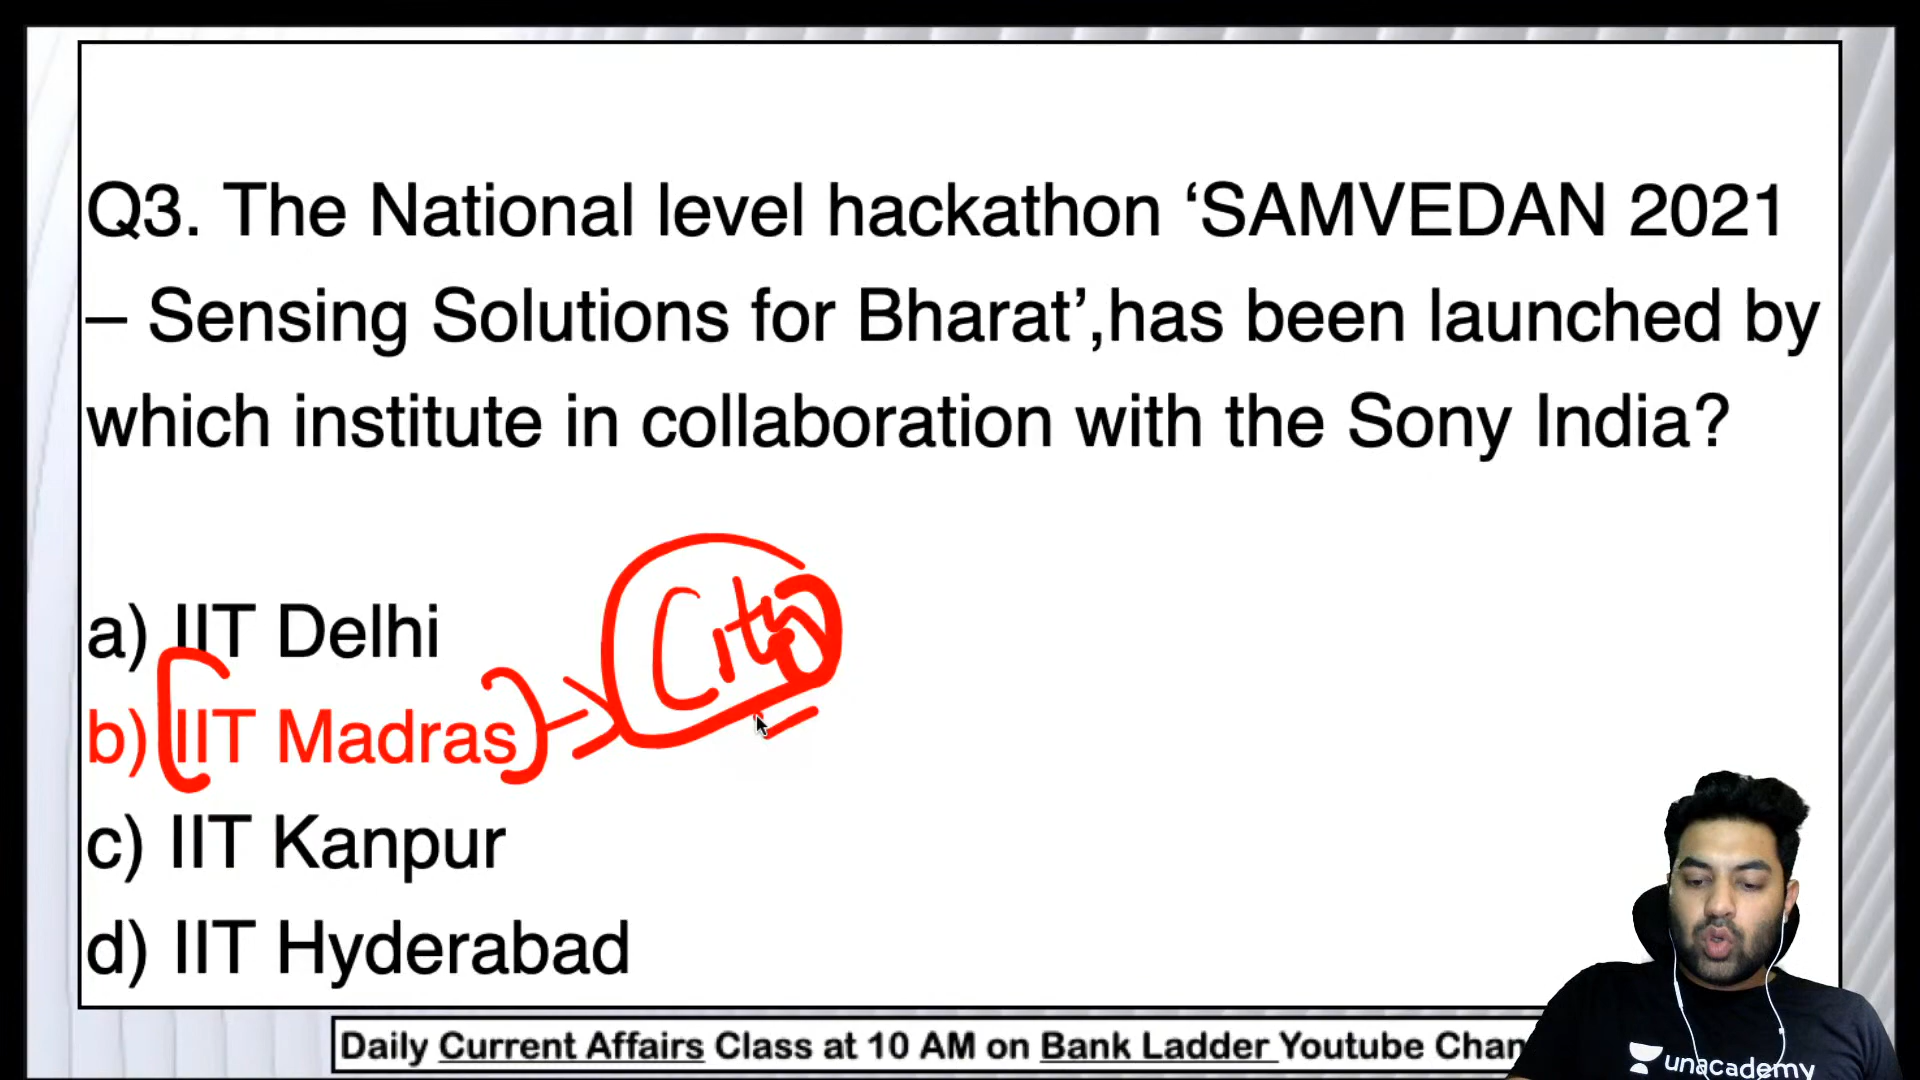 Q3. The National level hackathon ‘SAMVEDAN 2021
– Sensing Solutions for Bharat’,has been launched by
which institute in collaboration with the Sony India?
a) IIT Delhi
City
b) IIT Madras
c) IIT Kanpur
d) IIT Hyderabad
Daily Current Affairs Class at 10 AM on Bank Ladder Youtube Chan
unacademy